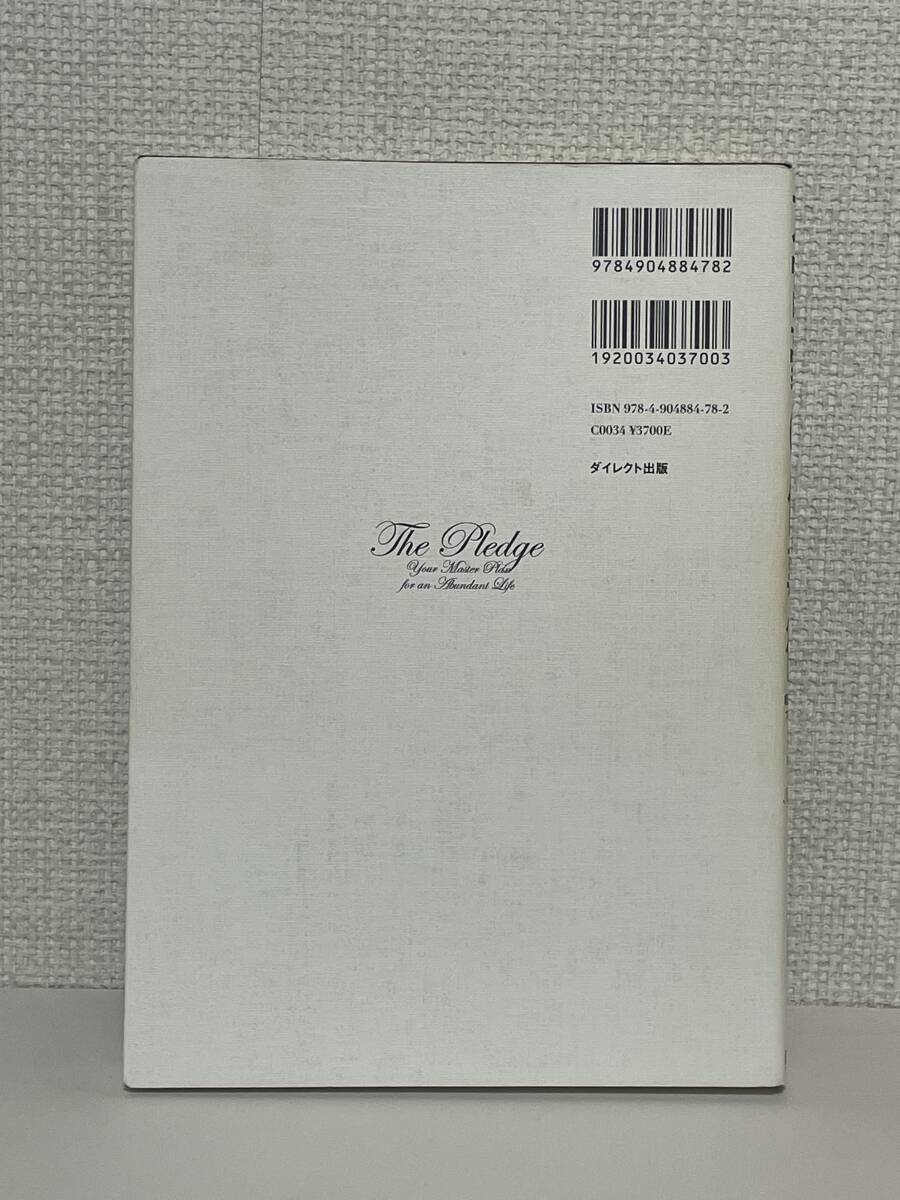 9784904884782
1920034037003
ISBN 978-4-904884-78-2
C0034 ¥3700E
ダイレクト出版
The Pledge
Your Master Plan
for an Abundant Life